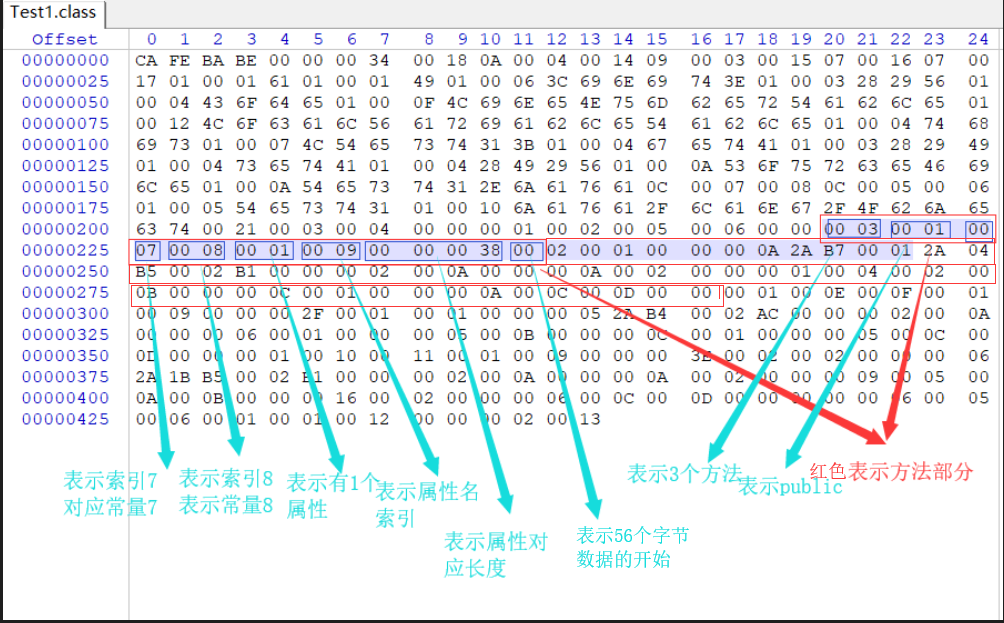 Test1.class
Offset 0 1 2 3 4 5 6 7 8 9 10 11 12 13 14 15 16 17 18 19 20 21 22 23 24
00000000 CA FE BA BE 00 00 00 34 00 18 0A 00 04 00 14 09 00 03 00 15 07 00 16 07 00
00000025 17 01 00 01 61 01 00 01 49 01 00 06 3C 69 6E 69 74 3E 01 00 03 28 29 56 01
00000050 00 04 43 6F 64 65 01 00 0F 4C 69 6E 65 4E 75 6D 62 65 72 54 61 62 6C 65 01
00000075 00 12 4C 6F 63 61 6C 56 61 72 69 61 62 6C 65 54 61 62 6C 65 01 00 04 74 68
00000100 69 73 01 00 07 4C 54 65 73 74 31 3B 01 00 04 67 65 74 41 01 00 03 28 29 49
00000125 01 00 04 73 65 74 41 01 00 04 28 49 29 56 01 00 0A 53 6F 75 72 63 65 46 69
00000150 6C 65 01 00 0A 54 65 73 74 31 2E 6A 61 76 61 0C 00 07 00 08 0C 00 05 00 06
00000175 01 00 05 54 65 73 74 31 01 00 10 6A 61 76 61 2F 6C 61 6E 67 2F 4F 62 6A 65
00000200 63 74 00 21 00 03 00 04 00 00 00 01 00 02 00 05 00 06 00 00 00 03 00 01 00
00000225 07 00 08 00 01 00 09 00 00 00 38 00 02 00 01 00 00 00 0A 2A B7 00 01 2A 04
00000250 B5 00 02 B1 00 00 00 02 00 0A 00 00 00 0A 00 02 00 00 00 01 00 04 00 02 00
00000275 0B 00 00 00 0C 00 01 00 00 00 0A 00 0C 00 0D 00 00 00 01 00 0E 00 0F 00 01
00000300 00 09 00 00 00 2F 00 01 00 01 00 00 00 05 2A B4 00 02 AC 00 00 00 02 00 0A
00000325 00 00 00 06 00 01 00 00 00 05 00 0B 00 00 00 0C 00 01 00 00 00 05 00 0C 00
00000350 0D 00 00 00 01 00 10 00 11 00 01 00 09 00 00 00 3E 00 02 00 02 00 00 00 06
00000375 2A 1B B5 00 02 B1 00 00 00 02 00 0A 00 00 00 0A 00 02 00 00 00 09 00 05 00
00000400 0A 00 0B 00 00 00 16 00 02 00 00 00 06 00 0C 00 0D 00 00 00 00 00 06 00 05
00000425 00 06 00 01 00 01 00 12 00 00 00 02 00 13
表示索引7
对应常量7
表示索引8
表示常量8
表示有1个
属性
表示属性名
索引
表示属性对
应长度
表示56个字节
数据的开始
表示3个方法
表示public
红色表示方法部分